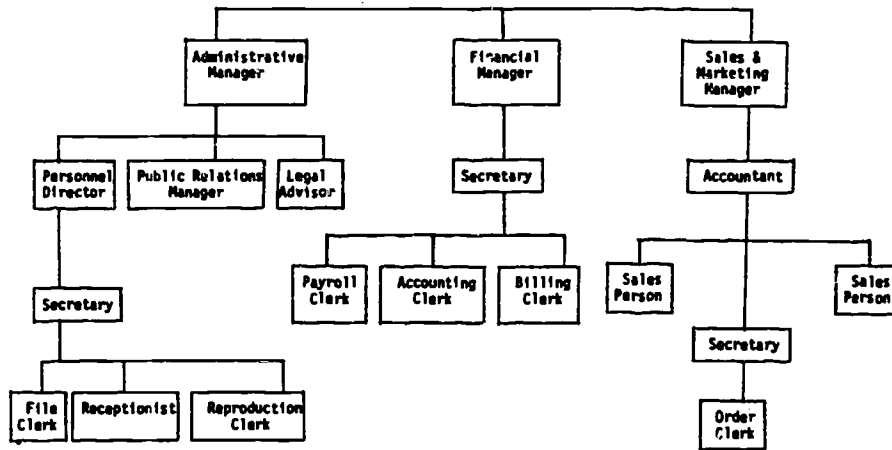 Administrative
Manager
Financial
Manager
Sales &
Marketing
Manager
Personnel
Director
Public Relations
Manager
Legal
Advisor
Secretary
Accountant
Payroll
Clerk
Accounting
Clerk
Billing
Clerk
Sales
Person
Sales
Person
Secretary
Secretary
File
Clerk
Receptionist
Reproduction
Clerk
Order
Clerk